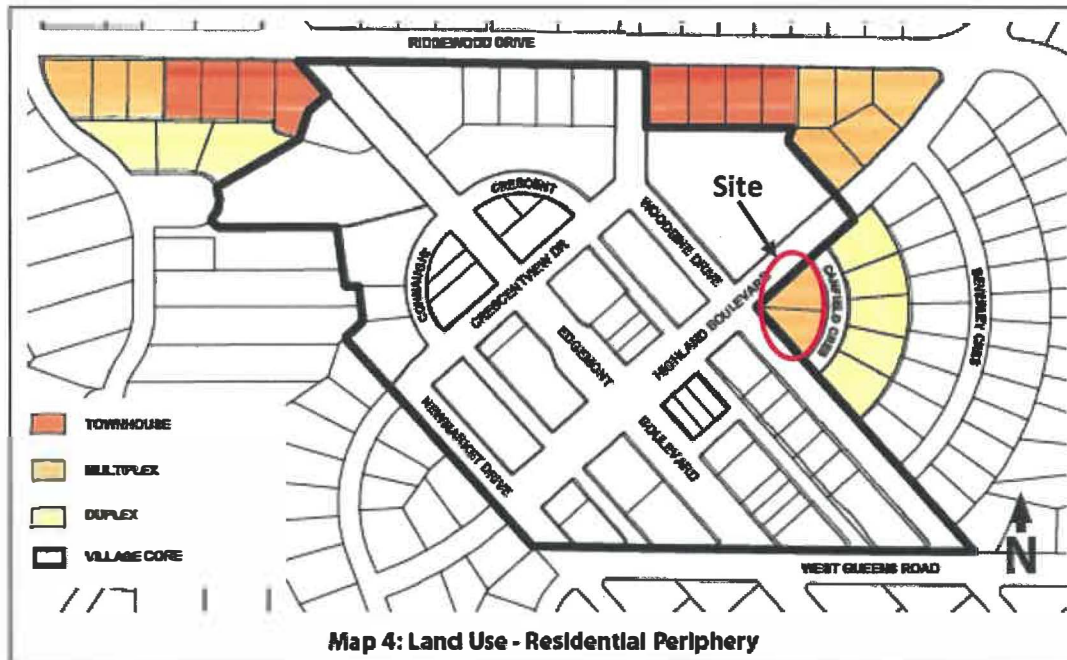 RIDGEWOOD DRIVE
Site
CRESCENT
CONNAUGHT
CRESCENTVIEW DR
WOODBINE DRIVE
EDGEMONT
BOULEVARD
HIGHLAND BOULEVARD
CANFIELD CRES
BEVERLEY CRES
NEWMARKET DRIVE
TOWNHOUSE
MULTIPLEX
DUPLEX
VILLAGE CORE
WEST QUEENS ROAD
N
Map 4: Land Use - Residential Periphery